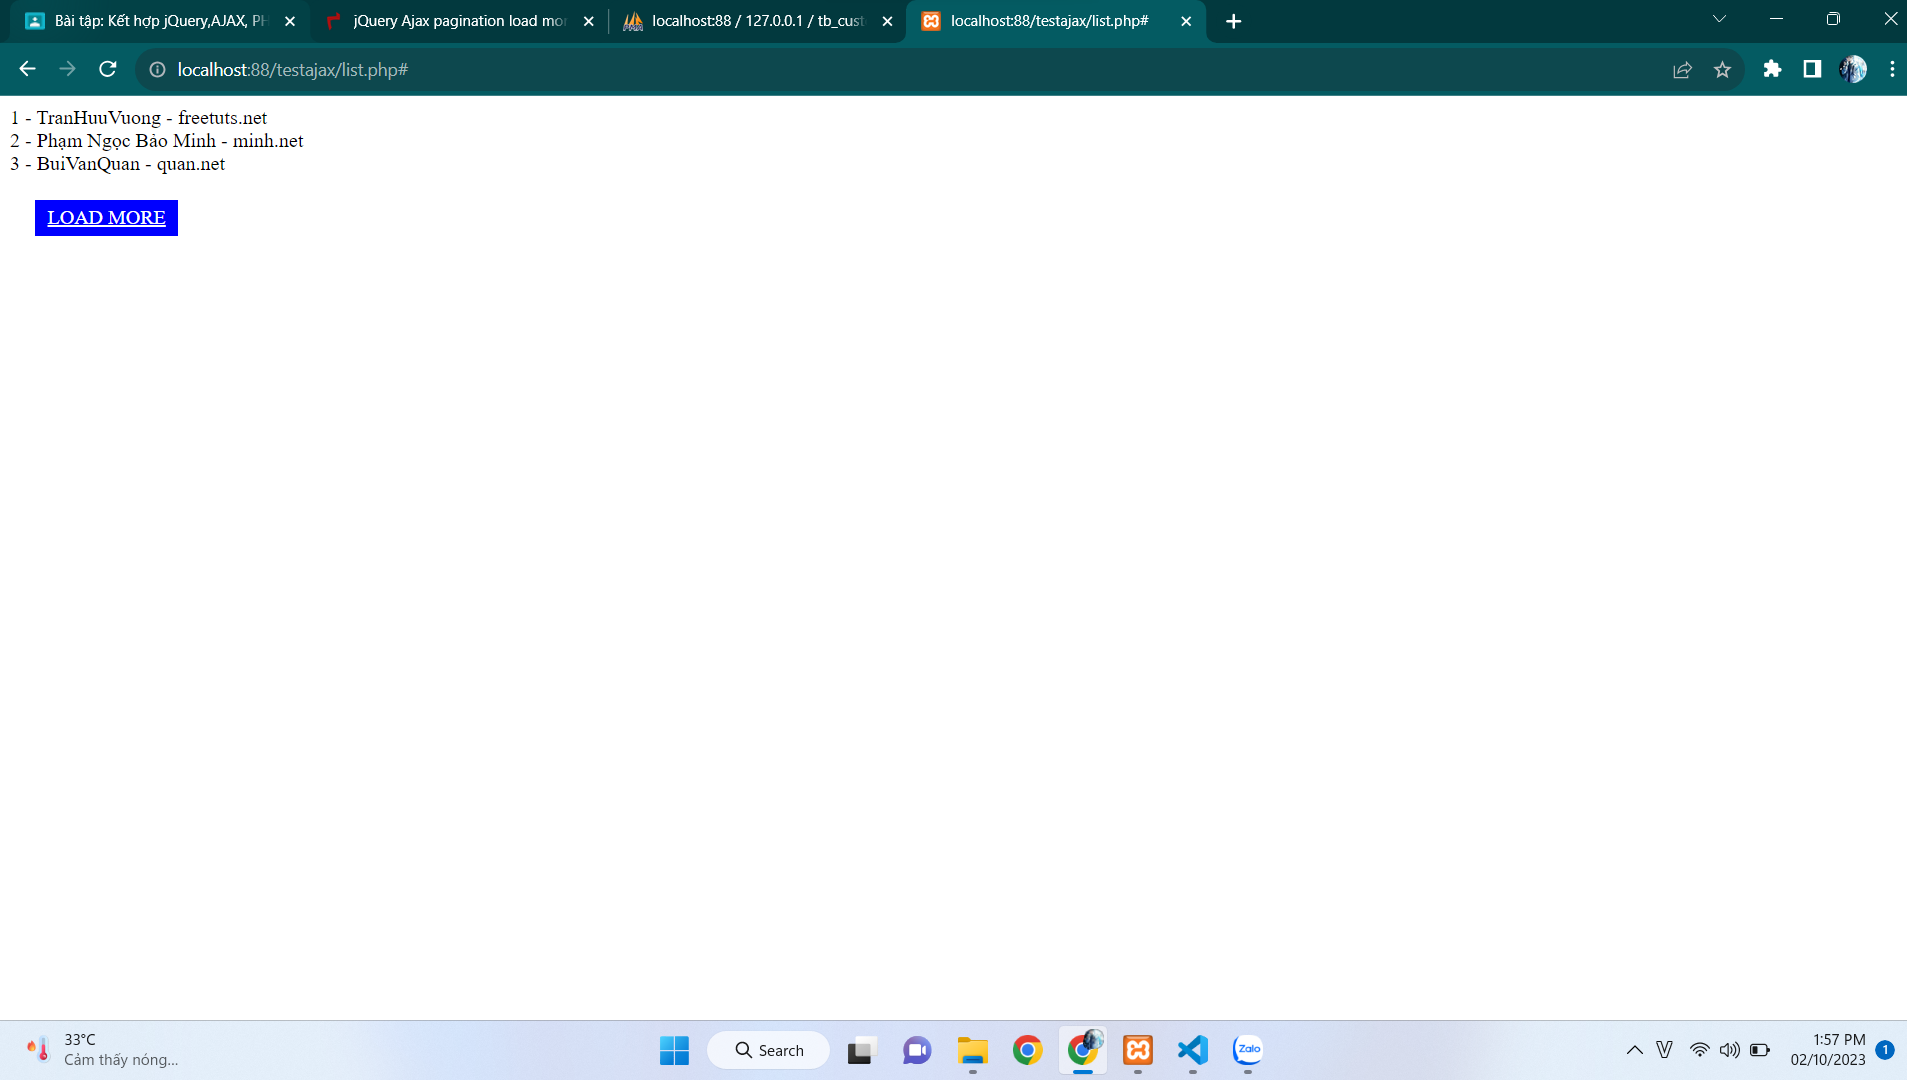 Bài tập: Kết hợp jQuery,AJAX, PH
jQuery Ajax pagination load mor
localhost:88 / 127.0.0.1 / tb_cust
localhost:88/testajax/list.php#
localhost:88/testajax/list.php#
1 - TranHuuVuong - freetuts.net
2 - Phạm Ngọc Bảo Minh - minh.net
3 - BuiVanQuan - quan.net
LOAD MORE
33°C
Cảm thấy nóng...
Search
Zalo
V
1:57 PM
02/10/2023
1